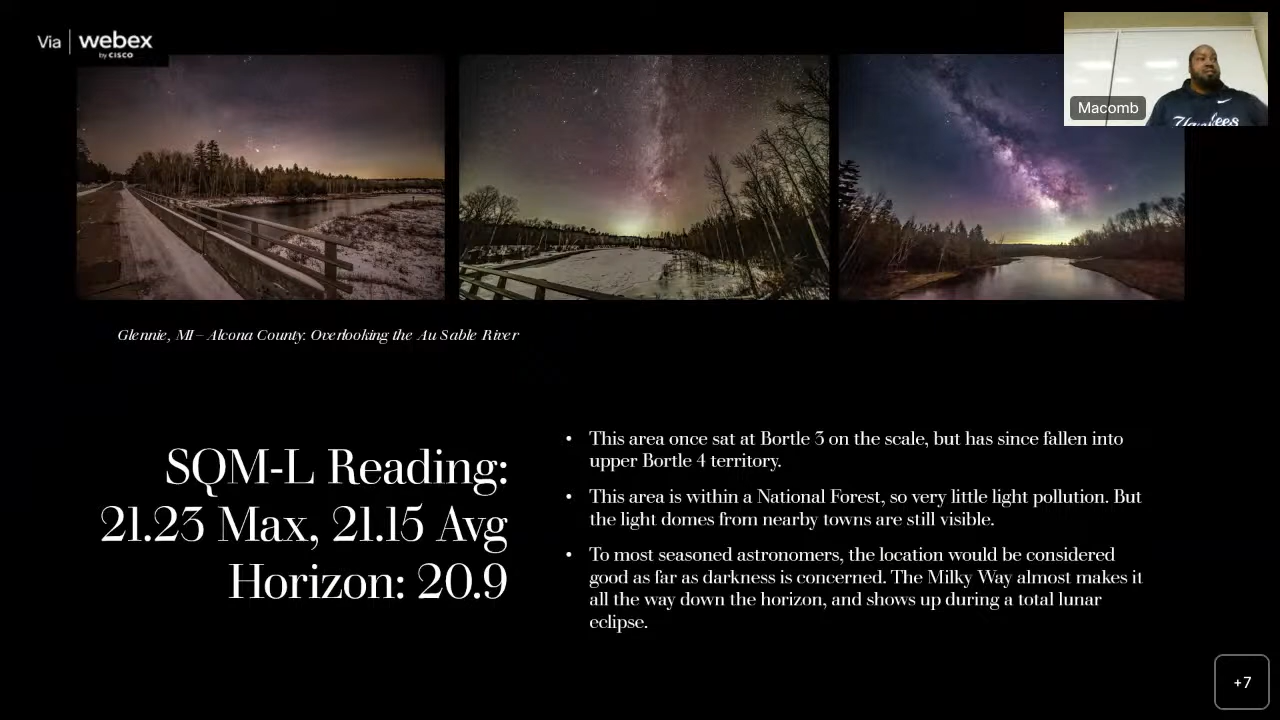 Via webex
by CISCO
Macomb
Yankees
Glennie, MI – Alcona County: Overlooking the Au Sable River
SQM-L Reading:
21.23 Max, 21.15 Avg
Horizon: 20.9
• This area once sat at Bortle 3 on the scale, but has since fallen into
upper Bortle 4 territory.
• This area is within a National Forest, so very little light pollution. But
the light domes from nearby towns are still visible.
• To most seasoned astronomers, the location would be considered
good as far as darkness is concerned. The Milky Way almost makes it
all the way down the horizon, and shows up during a total lunar
eclipse.
+7